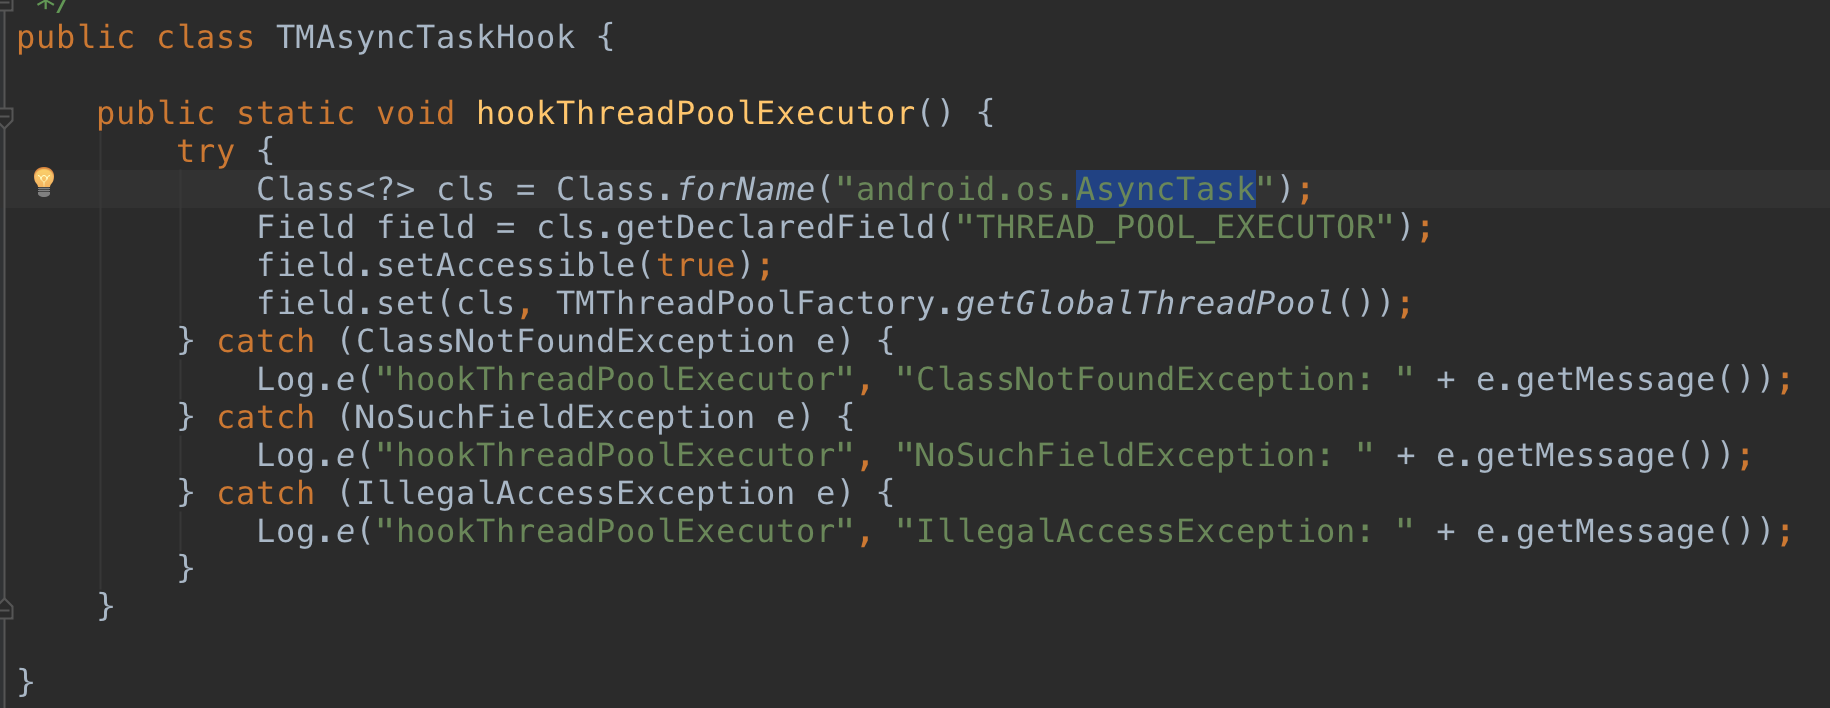 */
public class TMAsyncTaskHook {
    public static void hookThreadPoolExecutor() {
        try {
            Class<?> cls = Class.forName("android.os.AsyncTask");
            Field field = cls.getDeclaredField("THREAD_POOL_EXECUTOR");
            field.setAccessible(true);
            field.set(cls, TMThreadPoolFactory.getGlobalThreadPool());
        } catch (ClassNotFoundException e) {
            Log.e("hookThreadPoolExecutor", "ClassNotFoundException: " + e.getMessage());
        } catch (NoSuchFieldException e) {
            Log.e("hookThreadPoolExecutor", "NoSuchFieldException: " + e.getMessage());
        } catch (IllegalAccessException e) {
            Log.e("hookThreadPoolExecutor", "IllegalAccessException: " + e.getMessage());
        }
    }
}